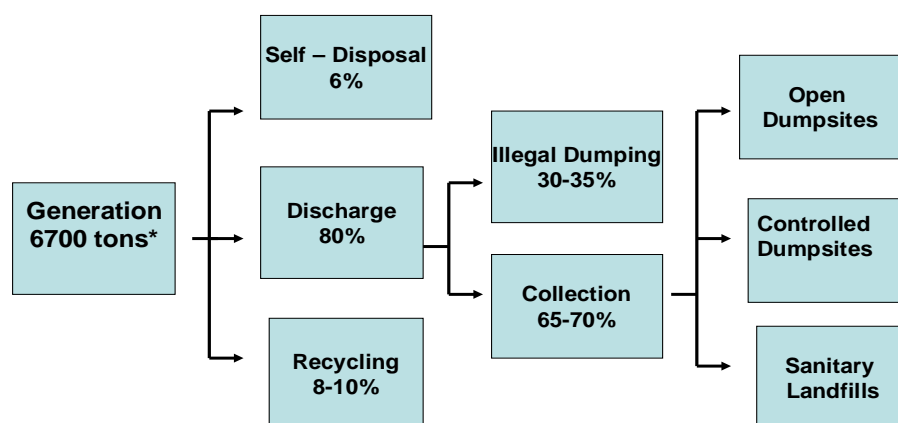 Generation
6700 tons*
Self – Disposal
6%
Discharge
80%
Recycling
8-10%
Illegal Dumping
30-35%
Collection
65-70%
Open
Dumpsites
Controlled
Dumpsites
Sanitary
Landfills